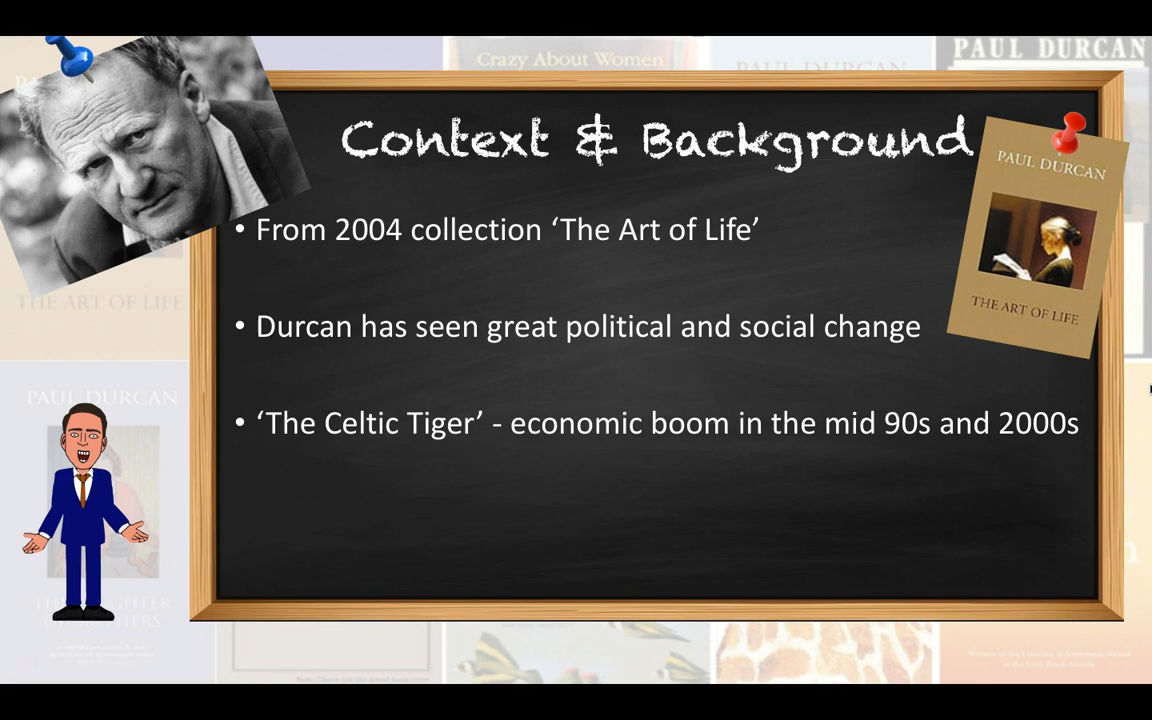 Crazy About Women
PAUL DURCAN
PAUL DURCAN
Context & Background
PAUL DURCAN
• From 2004 collection ‘The Art of Life’
THE ART OF LIFE
THE ART OF LIFE
• Durcan has seen great political and social change
PAUL DURCAN
• ‘The Celtic Tiger’ - economic boom in the mid 90s and 2000s